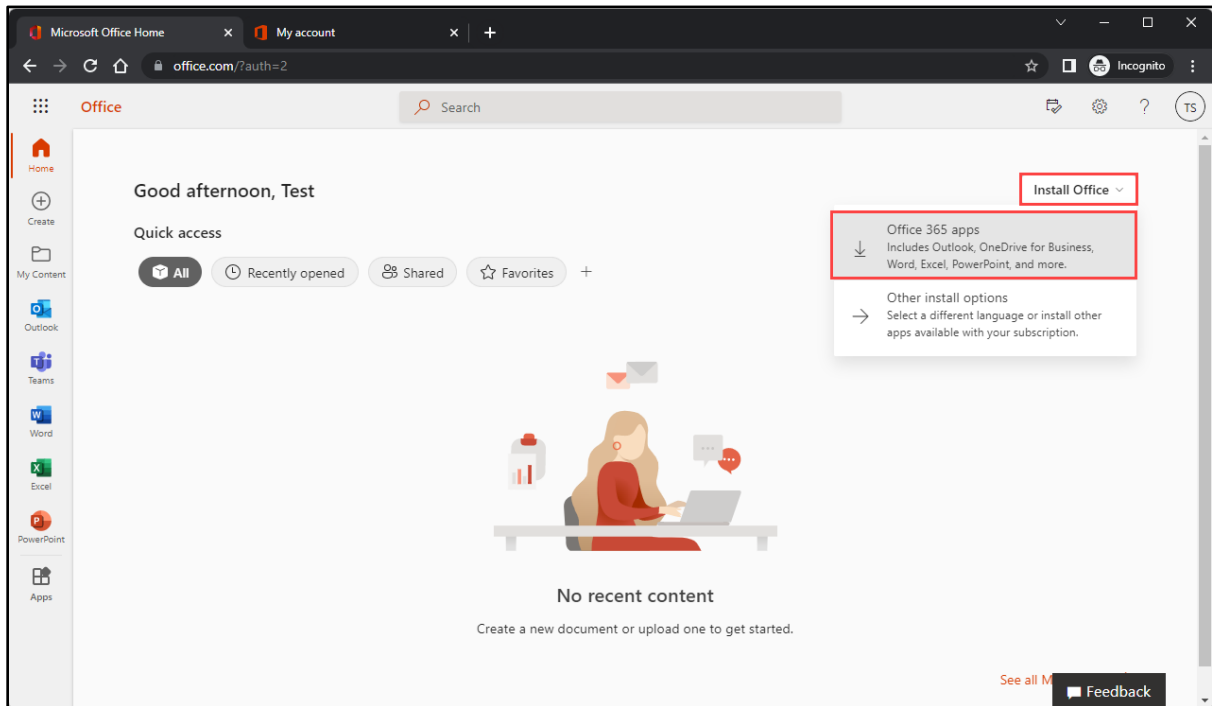 Microsoft Office Home
My account
office.com/?auth=2
Incognito
Office
Search
?
TS
Home
Create
My Content
Outlook
Teams
Word
Excel
PowerPoint
Apps
Good afternoon, Test
Install Office
Quick access
All
Recently opened
Shared
Favorites
+
Office 365 apps
Includes Outlook, OneDrive for Business,
Word, Excel, PowerPoint, and more.
Other install options
Select a different language or install other
apps available with your subscription.
No recent content
Create a new document or upload one to get started.
See all M
Feedback